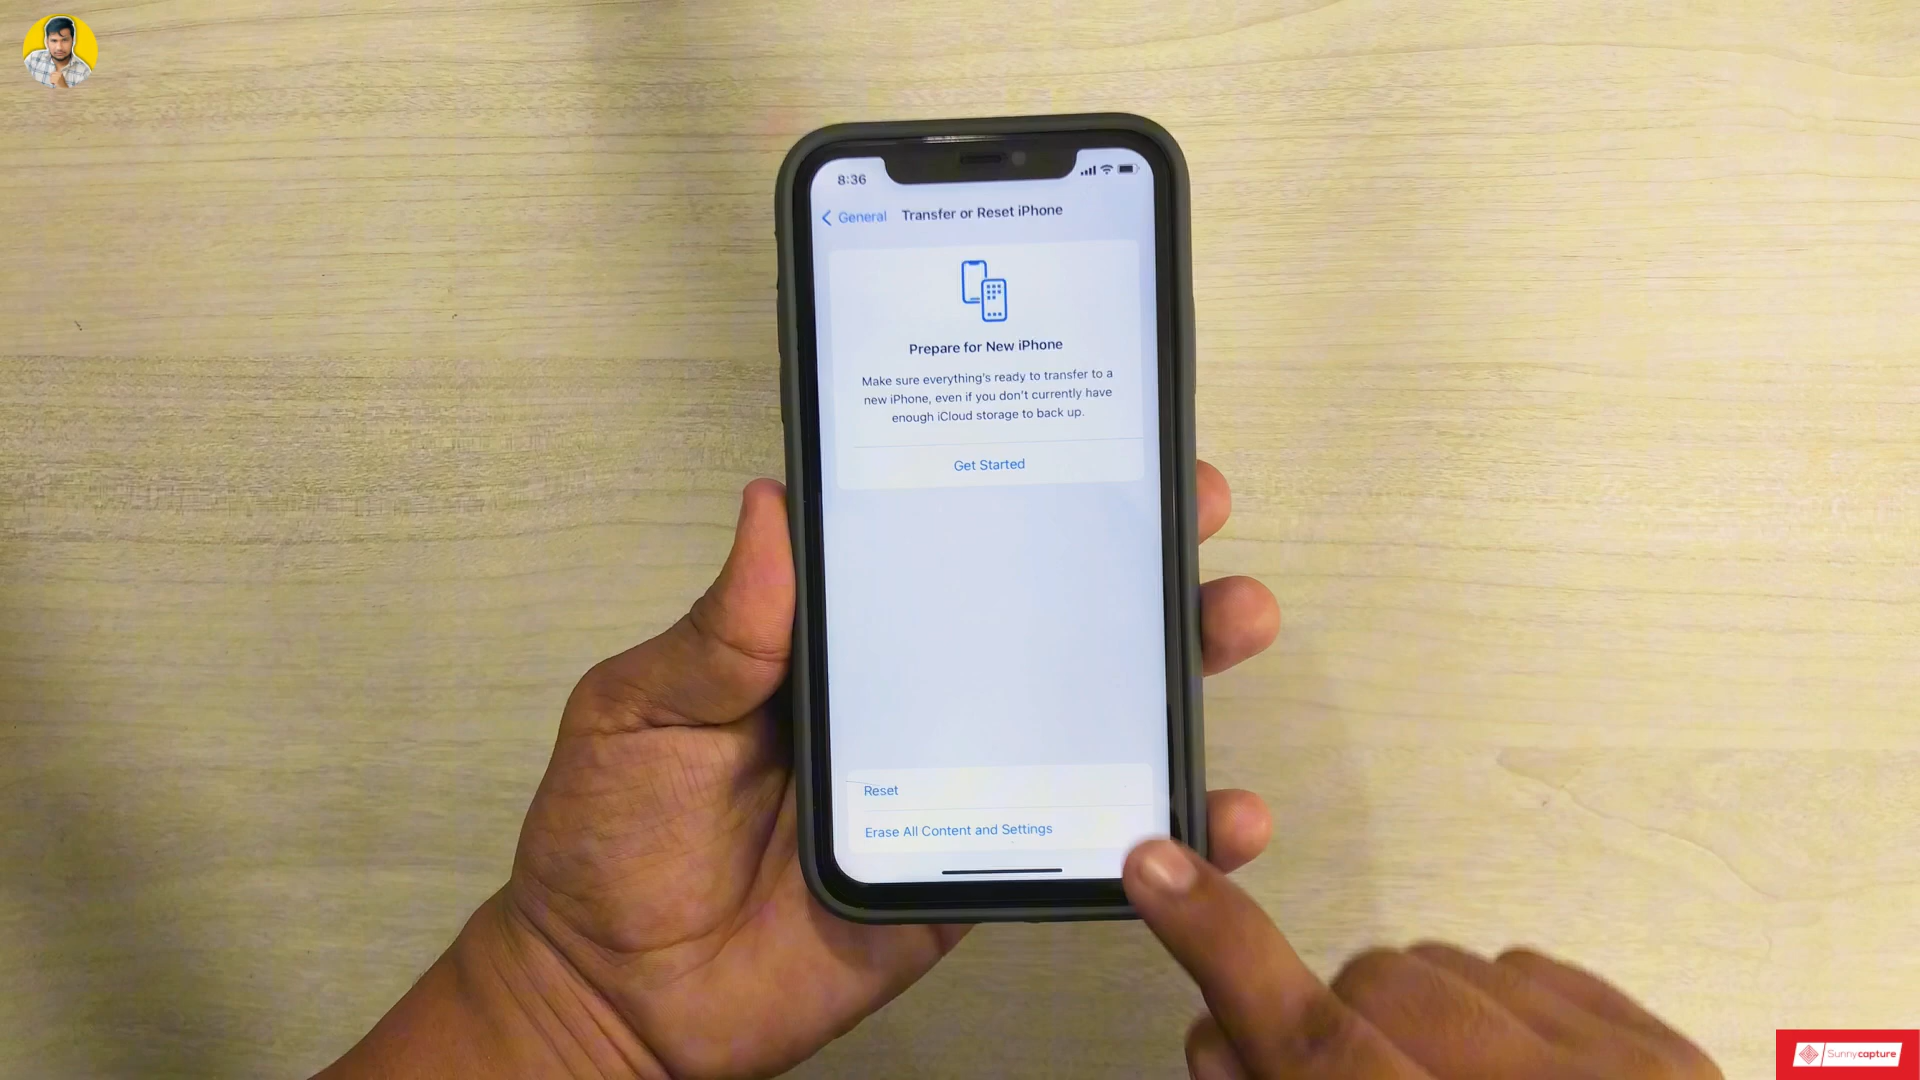 8:36
General Transfer or Reset iPhone
Prepare for New iPhone
Make sure everything's ready to transfer to a
new iPhone, even if you don't currently have
enough iCloud storage to back up.
Get Started
Reset
Erase All Content and Settings
Sunnycapture